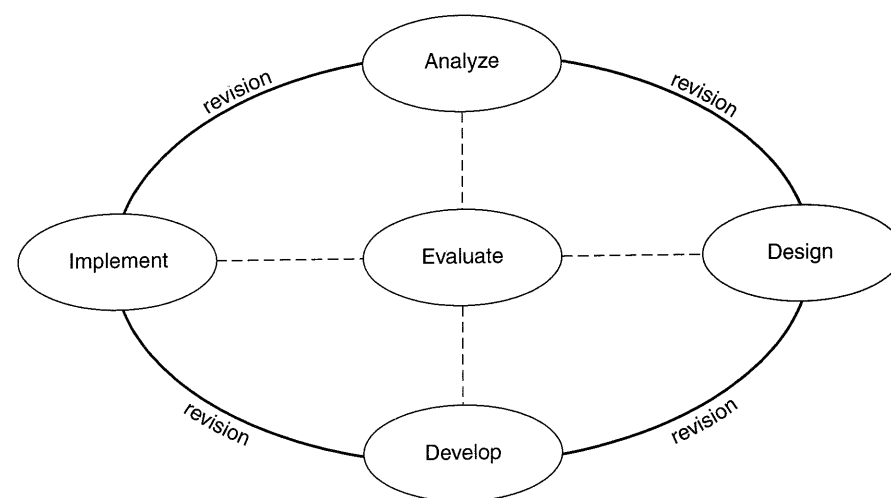 Analyze
revision
revision
Implement
Evaluate
Design
revision
revision
Develop